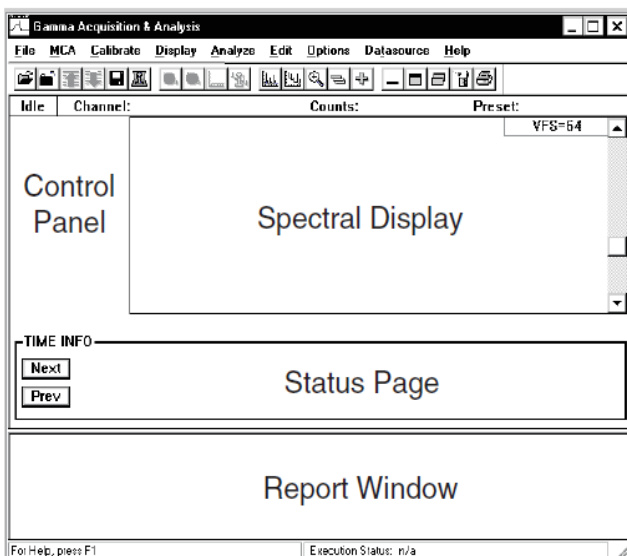 Gamma Acquisition & Analysis
File MCA Calibrate Display Analyze Edit Options Datasource Help
Idle Channel: Counts: Preset:
VFS=64
Control
Panel
Spectral Display
TIME INFO
Next
Prev
Status Page
Report Window
For Help, press F1 Execution Status: n/a